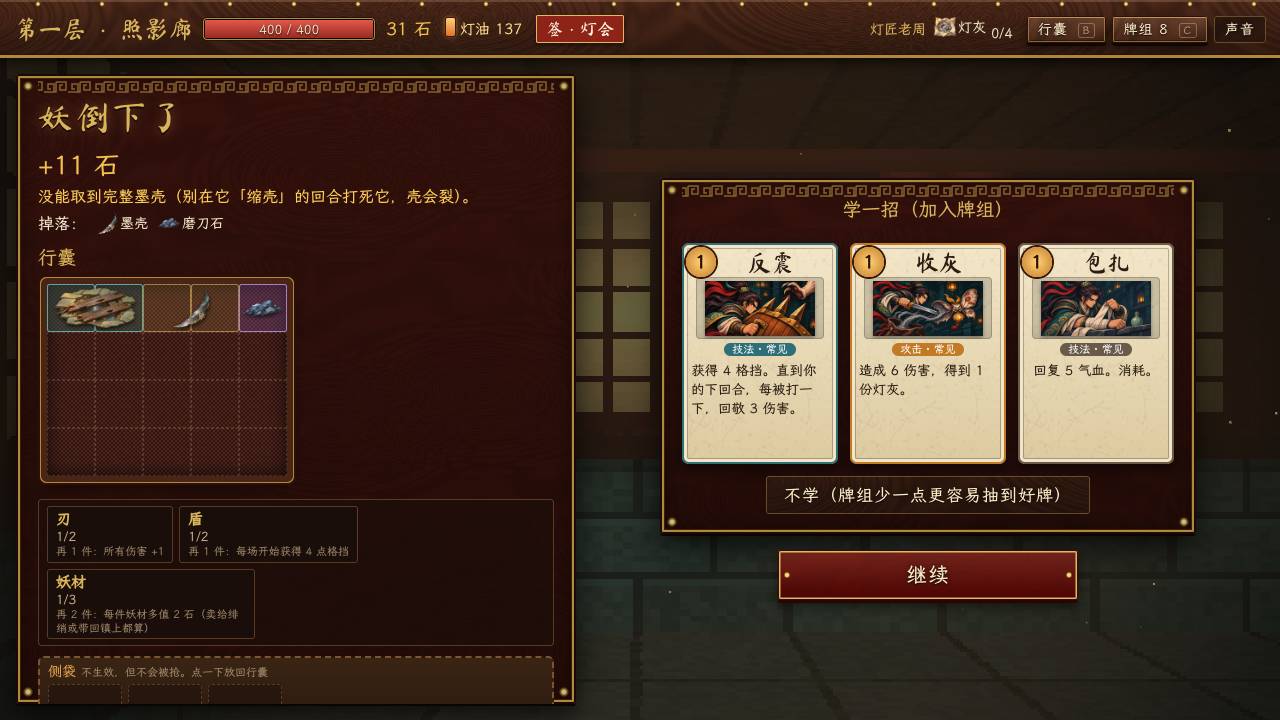 第一层 · 照影廊
400 / 400
31 石
灯油 137
签 · 灯会
灯匠老周
灯灰 0/4
行囊 B
牌组 8 C
声音
妖倒下了
+11 石
没能取到完整墨壳（别在它「缩壳」的回合打死它，壳会裂）。
掉落： 墨壳 磨刀石
行囊
刃
1/2
再 1 件：所有伤害 +1
盾
1/2
再 1 件：每场开始获得 4 点格挡
妖材
1/3
再 2 件：每件妖材多值 2 石（卖给绯
绡或带回镇上都算）
侧袋 不生效，但不会被抢。点一下放回行囊
学一招（加入牌组）
1
反震
技法·常见
获得 4 格挡。直到你
的下回合，每被打一
下，回敬 3 伤害。
1
收灰
攻击·常见
造成 6 伤害，得到 1
份灯灰。
1
包扎
技法·常见
回复 5 气血。消耗。
不学（牌组少一点更容易抽到好牌）
继续